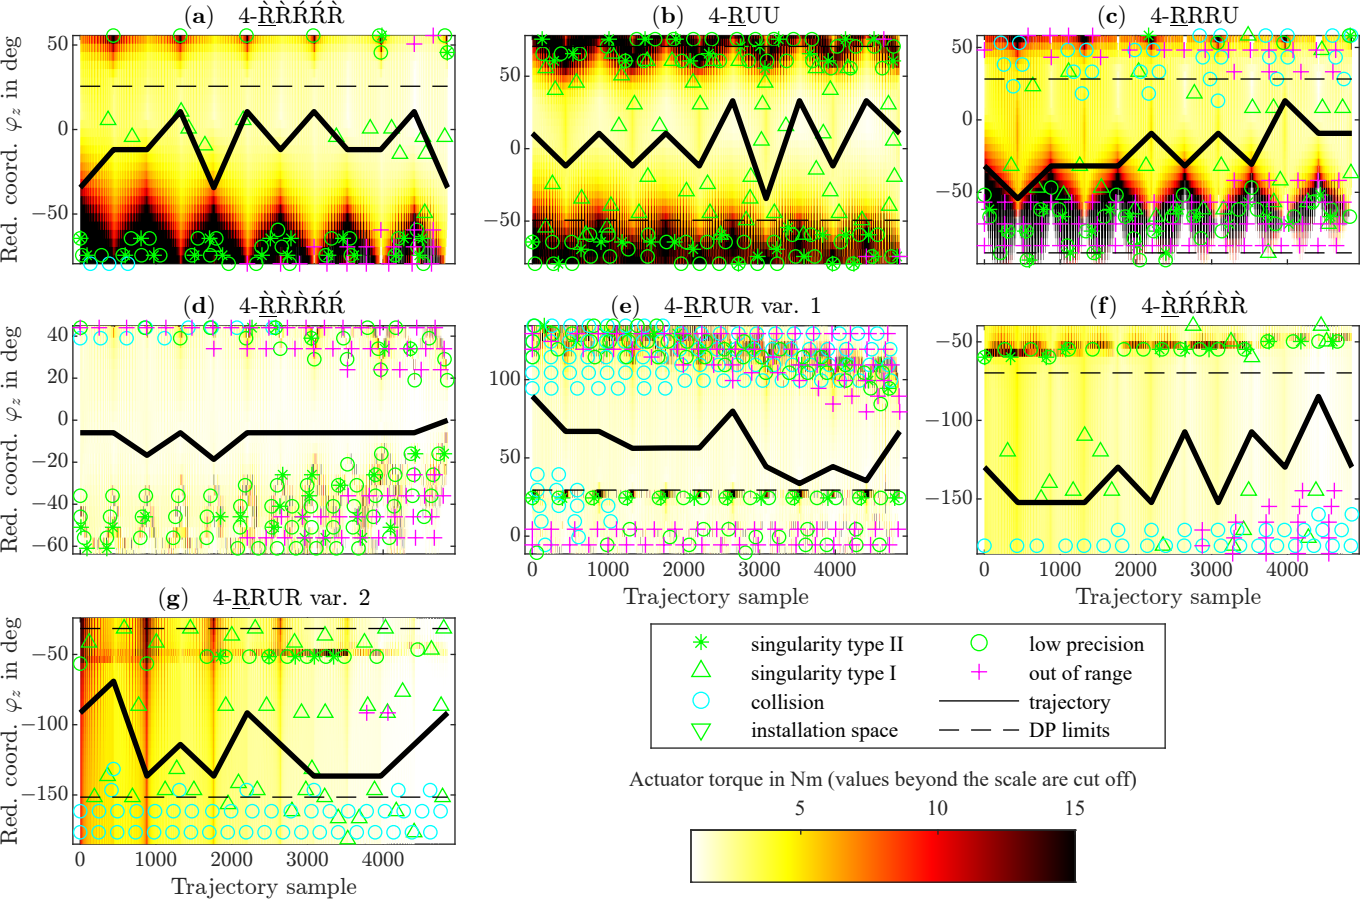 (a) 4-R̲̀R̀ŔŔR̀
(b) 4-R̲UU
(c) 4-R̲RRU
Red. coord. φz in deg
50
0
−50
50
0
−50
50
0
−50
(d) 4-R̲̀R̀R̀ŔŔ
(e) 4-R̲RUR var. 1
(f) 4-R̲̀ŔŔR̀R̀
Red. coord. φz in deg
40
20
0
−20
−40
−60
100
50
0
−50
−100
−150
0 1000 2000 3000 4000
Trajectory sample
0 1000 2000 3000 4000
Trajectory sample
(g) 4-R̲RUR var. 2
Red. coord. φz in deg
−50
−100
−150
0 1000 2000 3000 4000
Trajectory sample
singularity type II
singularity type I
collision
installation space
low precision
out of range
trajectory
DP limits
Actuator torque in Nm (values beyond the scale are cut off)
5 10 15